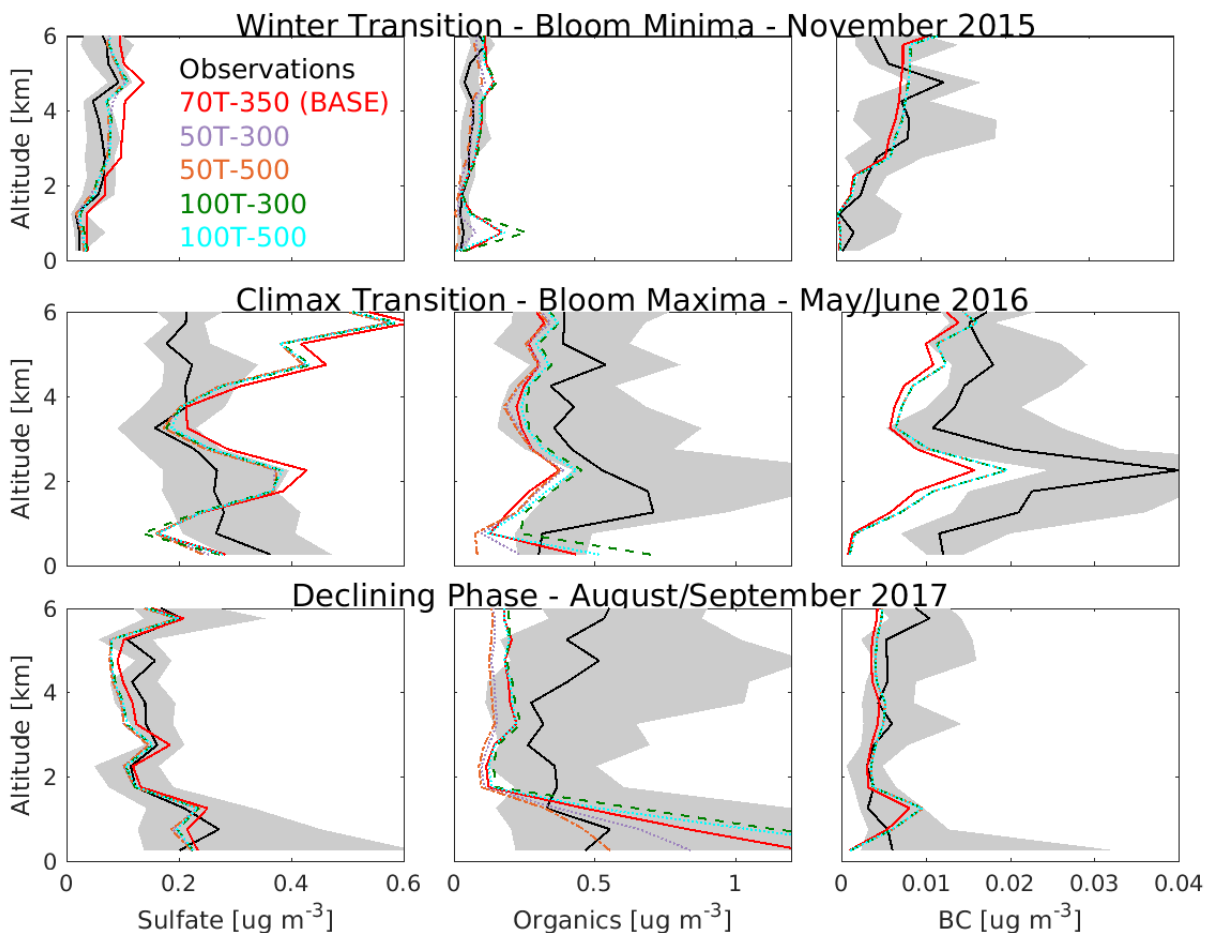 Winter Transition - Bloom Minima - November 2015
6
4
2
0
Altitude [km]
Observations
70T-350 (BASE)
50T-300
50T-500
100T-300
100T-500
Climax Transition - Bloom Maxima - May/June 2016
6
4
2
0
Altitude [km]
Declining Phase - August/September 2017
6
4
2
0
Altitude [km]
0 0.2 0.4 0.6
Sulfate [ug m⁻³]
0 0.5 1
Organics [ug m⁻³]
0 0.01 0.02 0.03 0.04
BC [ug m⁻³]